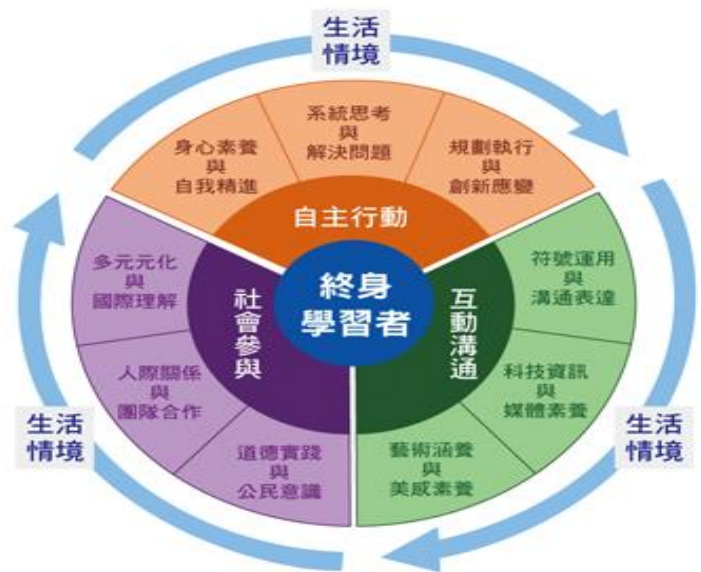 生活
情境
系統思考
與
解決問題
身心素養
與
自我精進
規劃執行
與
創新應變
自主行動
多元元化
與
國際理解
符號運用
與
溝通表達
終身
學習者
社會參與
互動溝通
人際關係
與
團隊合作
科技資訊
與
媒體素養
生活
情境
生活
情境
道德實踐
與
公民意識
藝術涵養
與
美感素養